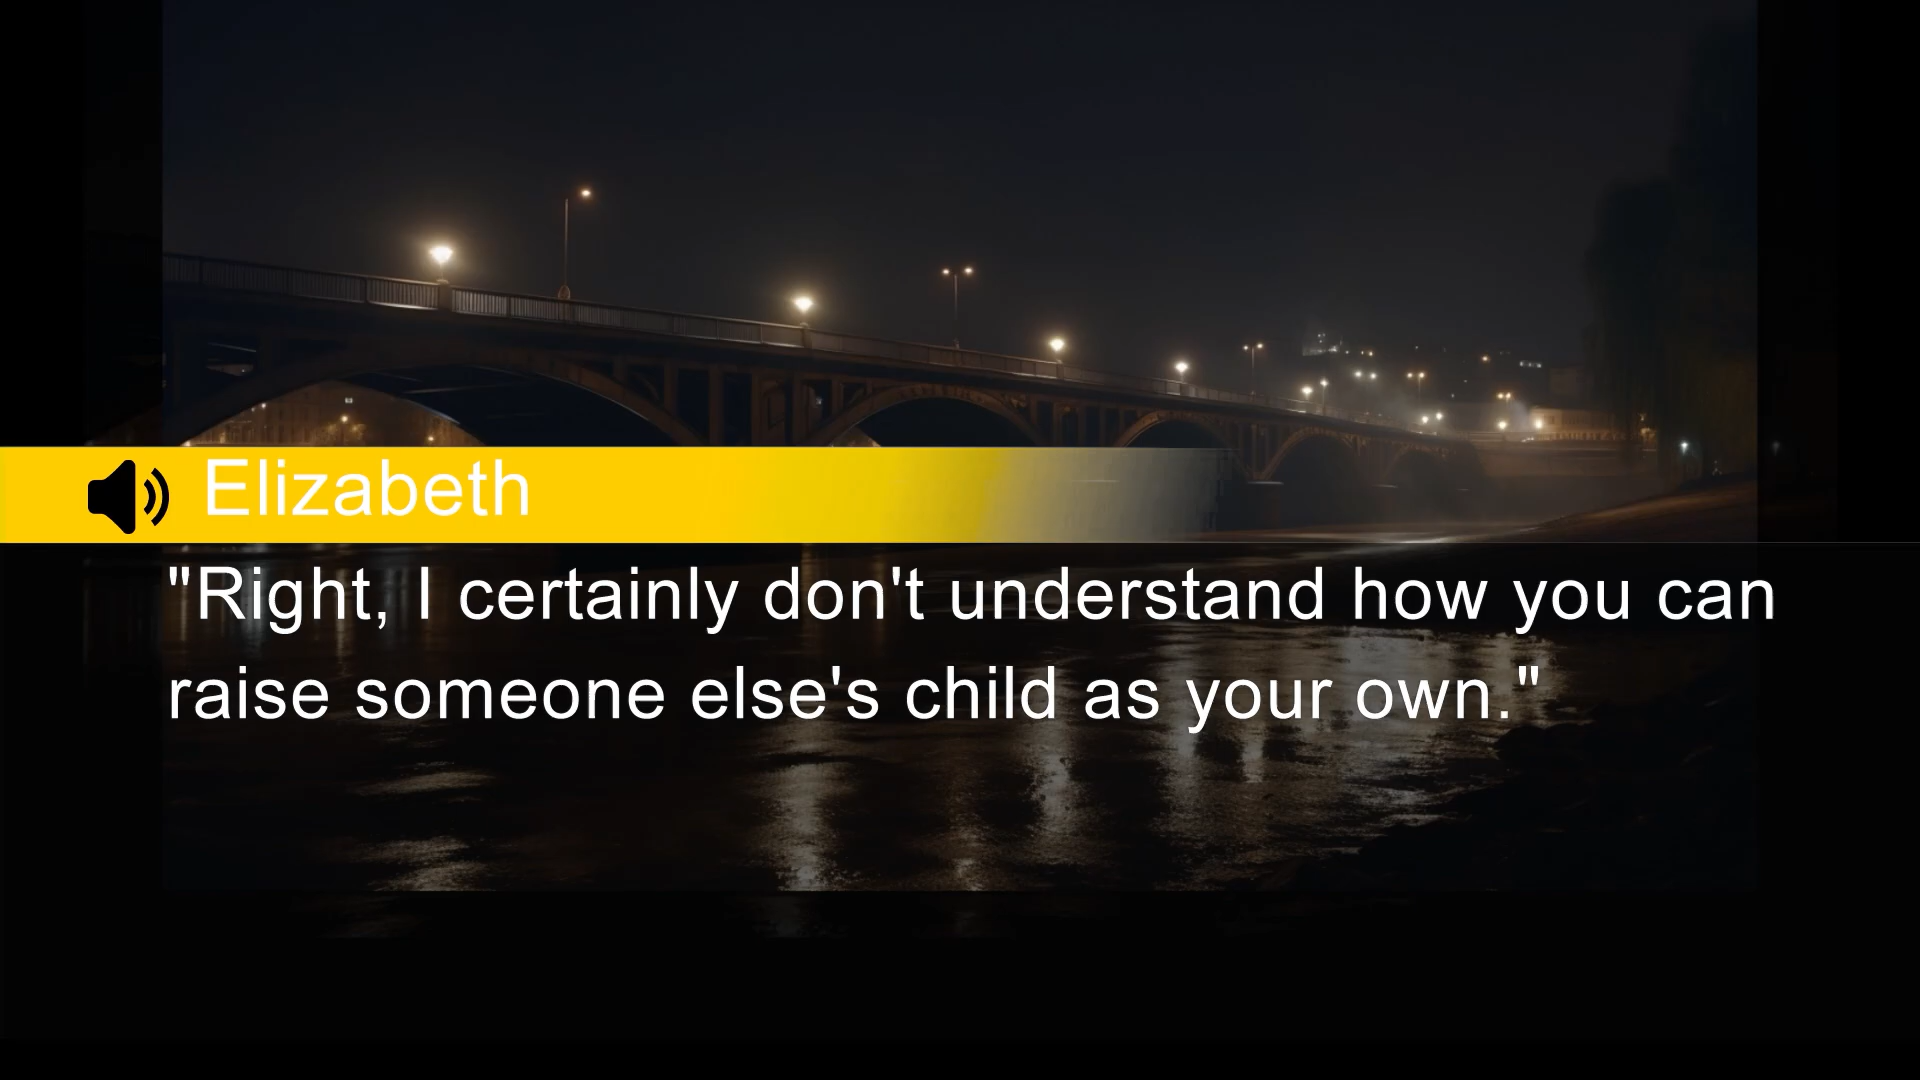 Elizabeth
"Right, I certainly don't understand how you can
raise someone else's child as your own."